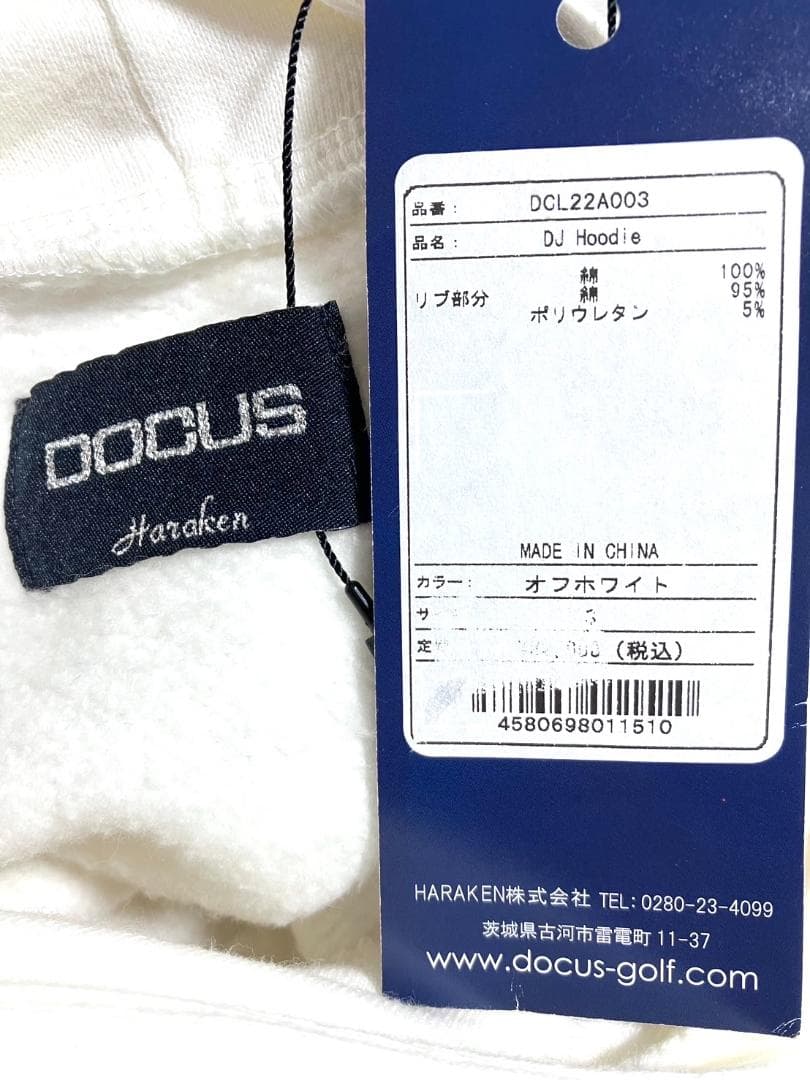 DOCUS
Haraken
品番: DCL22A003
品名: DJ Hoodie
綿 100%
リブ部分 綿 95%
ポリウレタン 5%
MADE IN CHINA
カラー: オフホワイト
サ 3
定 (税込)
4580698011510
HARAKEN株式会社 TEL: 0280-23-4099
茨城県古河市雷電町 11-37
www.docus-golf.com